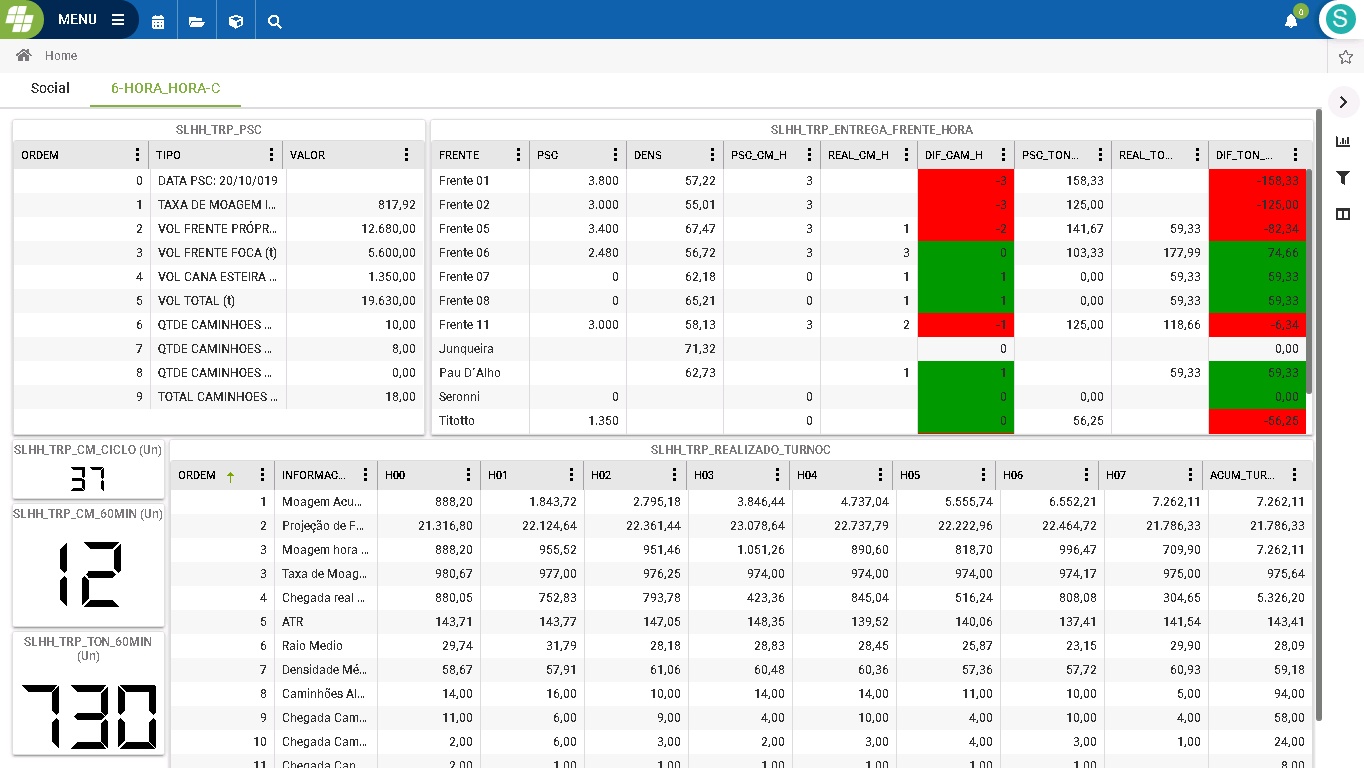 MENU
0
S
Home
Social 6-HORA_HORA-C
SLHH_TRP_PSC
ORDEM TIPO VALOR
0 DATA PSC: 20/10/019
1 TAXA DE MOAGEM I... 817,92
2 VOL FRENTE PRÓPR... 12.680,00
3 VOL FRENTE FOCA (t) 5.600,00
4 VOL CANA ESTEIRA ... 1.350,00
5 VOL TOTAL (t) 19.630,00
6 QTDE CAMINHOES ... 10,00
7 QTDE CAMINHOES ... 8,00
8 QTDE CAMINHOES ... 0,00
9 TOTAL CAMINHOES ... 18,00
SLHH_TRP_ENTREGA_FRENTE_HORA
FRENTE PSC DENS PSC_CM_H REAL_CM_H DIF_CAM_H PSC_TON... REAL_TO... DIF_TON_...
Frente 01 3.800 57,22 3 -3 158,33 -158,33
Frente 02 3.000 55,01 3 -3 125,00 -125,00
Frente 05 3.400 67,47 3 1 -2 141,67 59,33 -82,34
Frente 06 2.480 56,72 3 3 0 103,33 177,99 74,66
Frente 07 0 62,18 0 1 1 0,00 59,33 59,33
Frente 08 0 65,21 0 1 1 0,00 59,33 59,33
Frente 11 3.000 58,13 3 2 -1 125,00 118,66 -6,34
Junqueira 71,32 0 0,00
Pau D´Alho 62,73 1 1 59,33 59,33
Seronni 0 0 0 0,00 0,00
Titotto 1.350 0 0 56,25 -56,25
SLHH_TRP_CM_CICLO (Un)
37
SLHH_TRP_CM_60MIN (Un)
12
SLHH_TRP_TON_60MIN
(Un)
730
SLHH_TRP_REALIZADO_TURNOC
ORDEM INFORMAC... H00 H01 H02 H03 H04 H05 H06 H07 ACUM_TUR...
1 Moagem Acu... 888,20 1.843,72 2.795,18 3.846,44 4.737,04 5.555,74 6.552,21 7.262,11 7.262,11
2 Projeção de F... 21.316,80 22.124,64 22.361,44 23.078,64 22.737,79 22.222,96 22.464,72 21.786,33 21.786,33
3 Moagem hora ... 888,20 955,52 951,46 1.051,26 890,60 818,70 996,47 709,90 7.262,11
3 Taxa de Moag... 980,67 977,00 976,25 974,00 974,00 974,00 974,17 975,00 975,64
4 Chegada real ... 880,05 752,83 793,78 423,36 845,04 516,24 808,08 304,65 5.326,20
5 ATR 143,71 143,77 147,05 148,35 139,52 140,06 137,41 141,54 143,41
6 Raio Medio 29,74 31,79 28,18 28,83 28,45 25,87 23,15 29,90 28,09
7 Densidade Mé... 58,67 57,91 61,06 60,48 60,36 57,36 57,72 60,93 59,18
8 Caminhões Al... 14,00 16,00 10,00 14,00 14,00 11,00 10,00 5,00 94,00
9 Chegada Cam... 11,00 6,00 9,00 4,00 10,00 4,00 10,00 4,00 58,00
10 Chegada Cam... 2,00 6,00 3,00 2,00 3,00 4,00 3,00 1,00 24,00
11 Chegada Can... 2,00 1,00 1,00 1,00 1,00 1,00 1,00 8,00